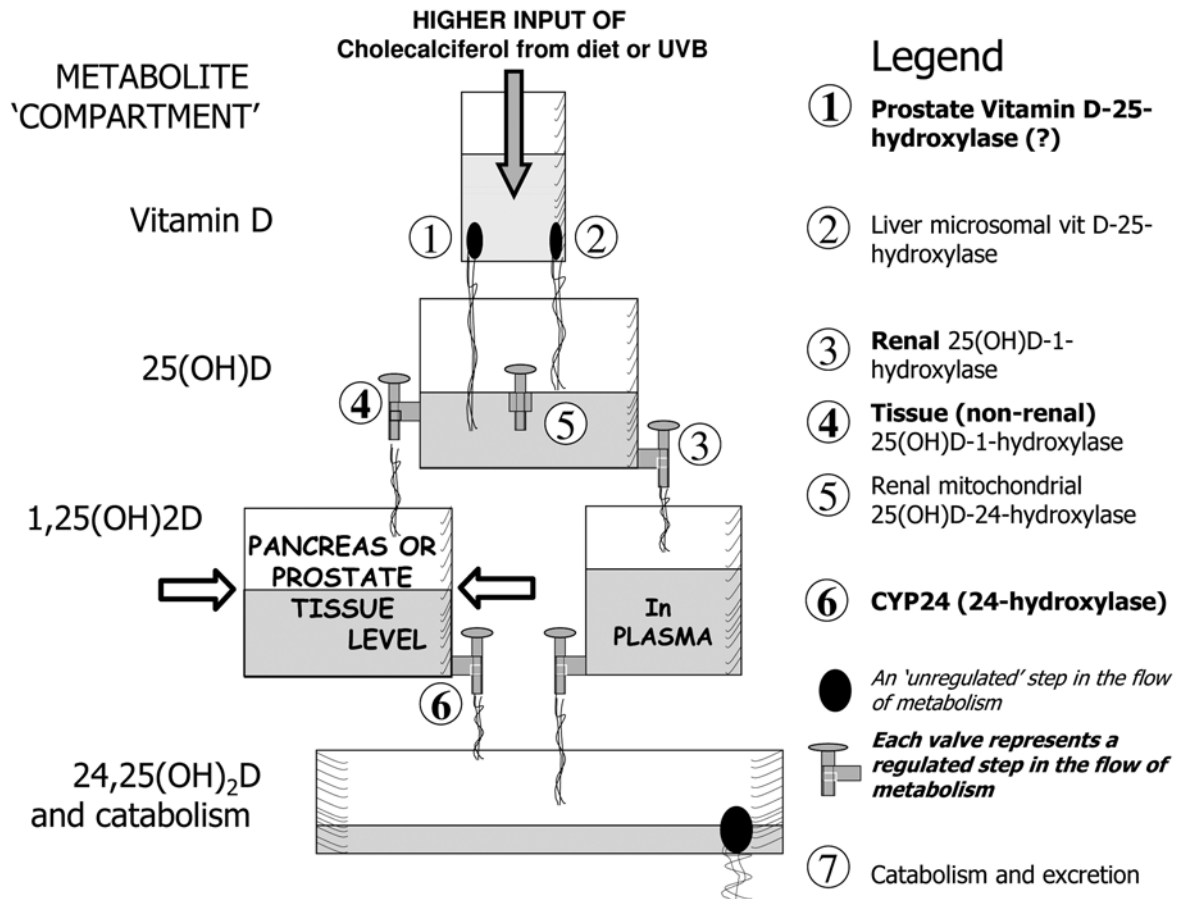 HIGHER INPUT OF
Cholecalciferol from diet or UVB
METABOLITE
'COMPARTMENT'
Vitamin D
1
2
25(OH)D
4
5
3
1,25(OH)2D
PANCREAS OR
PROSTATE
TISSUE
LEVEL
In
PLASMA
6
24,25(OH)₂D
and catabolism
Legend
1 Prostate Vitamin D-25-
hydroxylase (?)
2 Liver microsomal vit D-25-
hydroxylase
3 Renal 25(OH)D-1-
hydroxylase
4 Tissue (non-renal)
25(OH)D-1-hydroxylase
5 Renal mitochondrial
25(OH)D-24-hydroxylase
6 CYP24 (24-hydroxylase)
An 'unregulated' step in the flow
of metabolism
Each valve represents a
regulated step in the flow of
metabolism
7 Catabolism and excretion